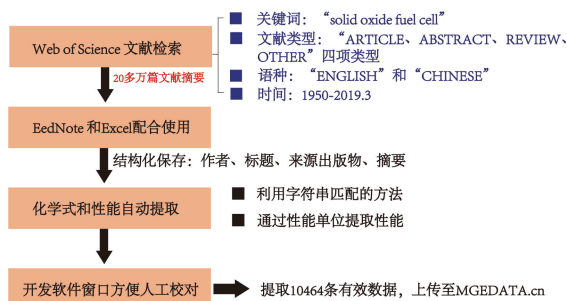 关键词：“solid oxide fuel cell”
Web of Science 文献检索
文献类型：“ARTICLE、ABSTRACT、REVIEW、
OTHER”四项类型
20多万篇文献摘要
语种：“ENGLISH”和“CHINESE”
时间：1950-2019.3
EedNote 和Excel配合使用
结构化保存：作者、标题、来源出版物、摘要
化学式和性能自动提取
利用字符串匹配的方法
通过性能单位提取性能
开发软件窗口方便人工校对
提取10464条有效数据，上传至MGEDATA.cn